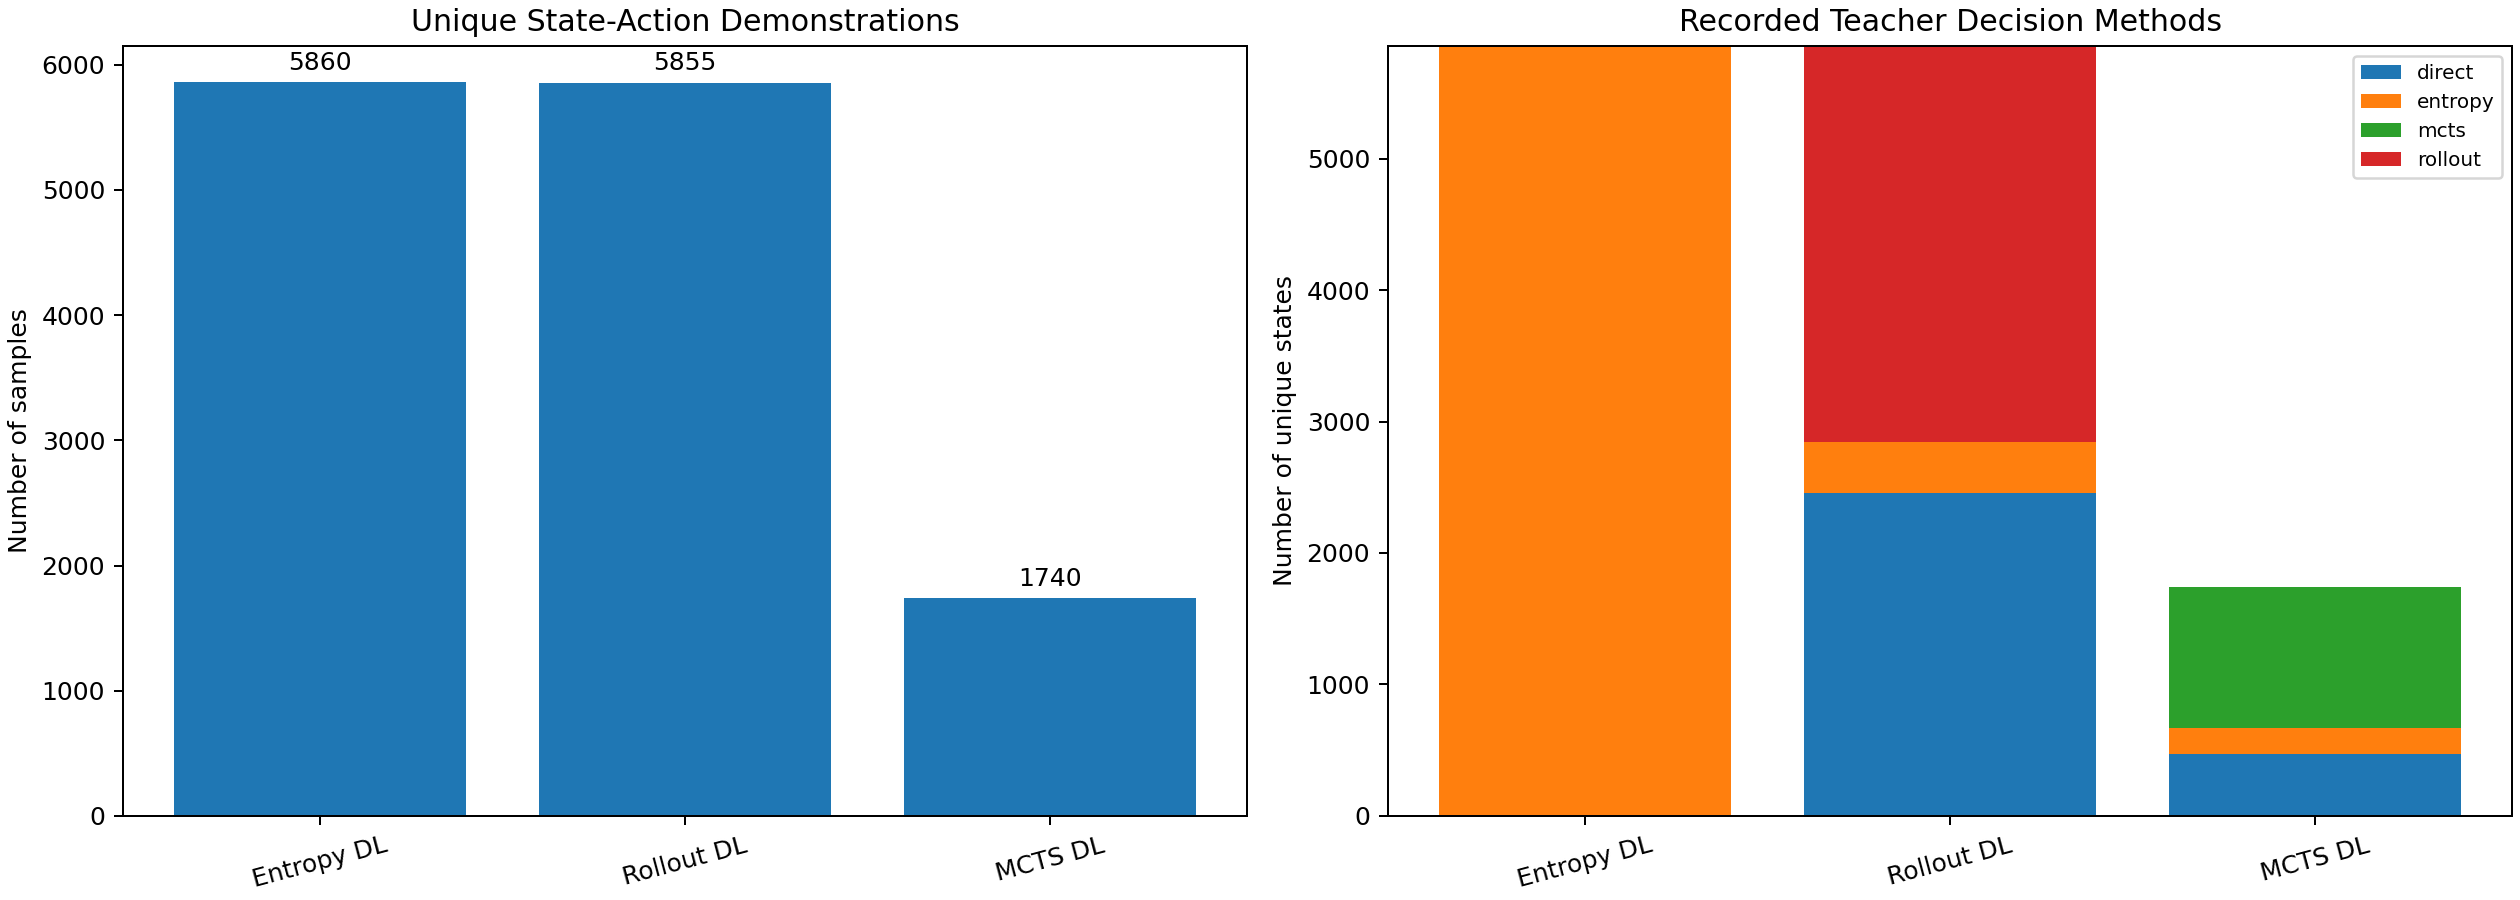 Unique State-Action Demonstrations
Number of samples
6000
5000
4000
3000
2000
1000
0
5860
5855
1740
Entropy DL
Rollout DL
MCTS DL
Recorded Teacher Decision Methods
Number of unique states
5000
4000
3000
2000
1000
0
direct
entropy
mcts
rollout
Entropy DL
Rollout DL
MCTS DL